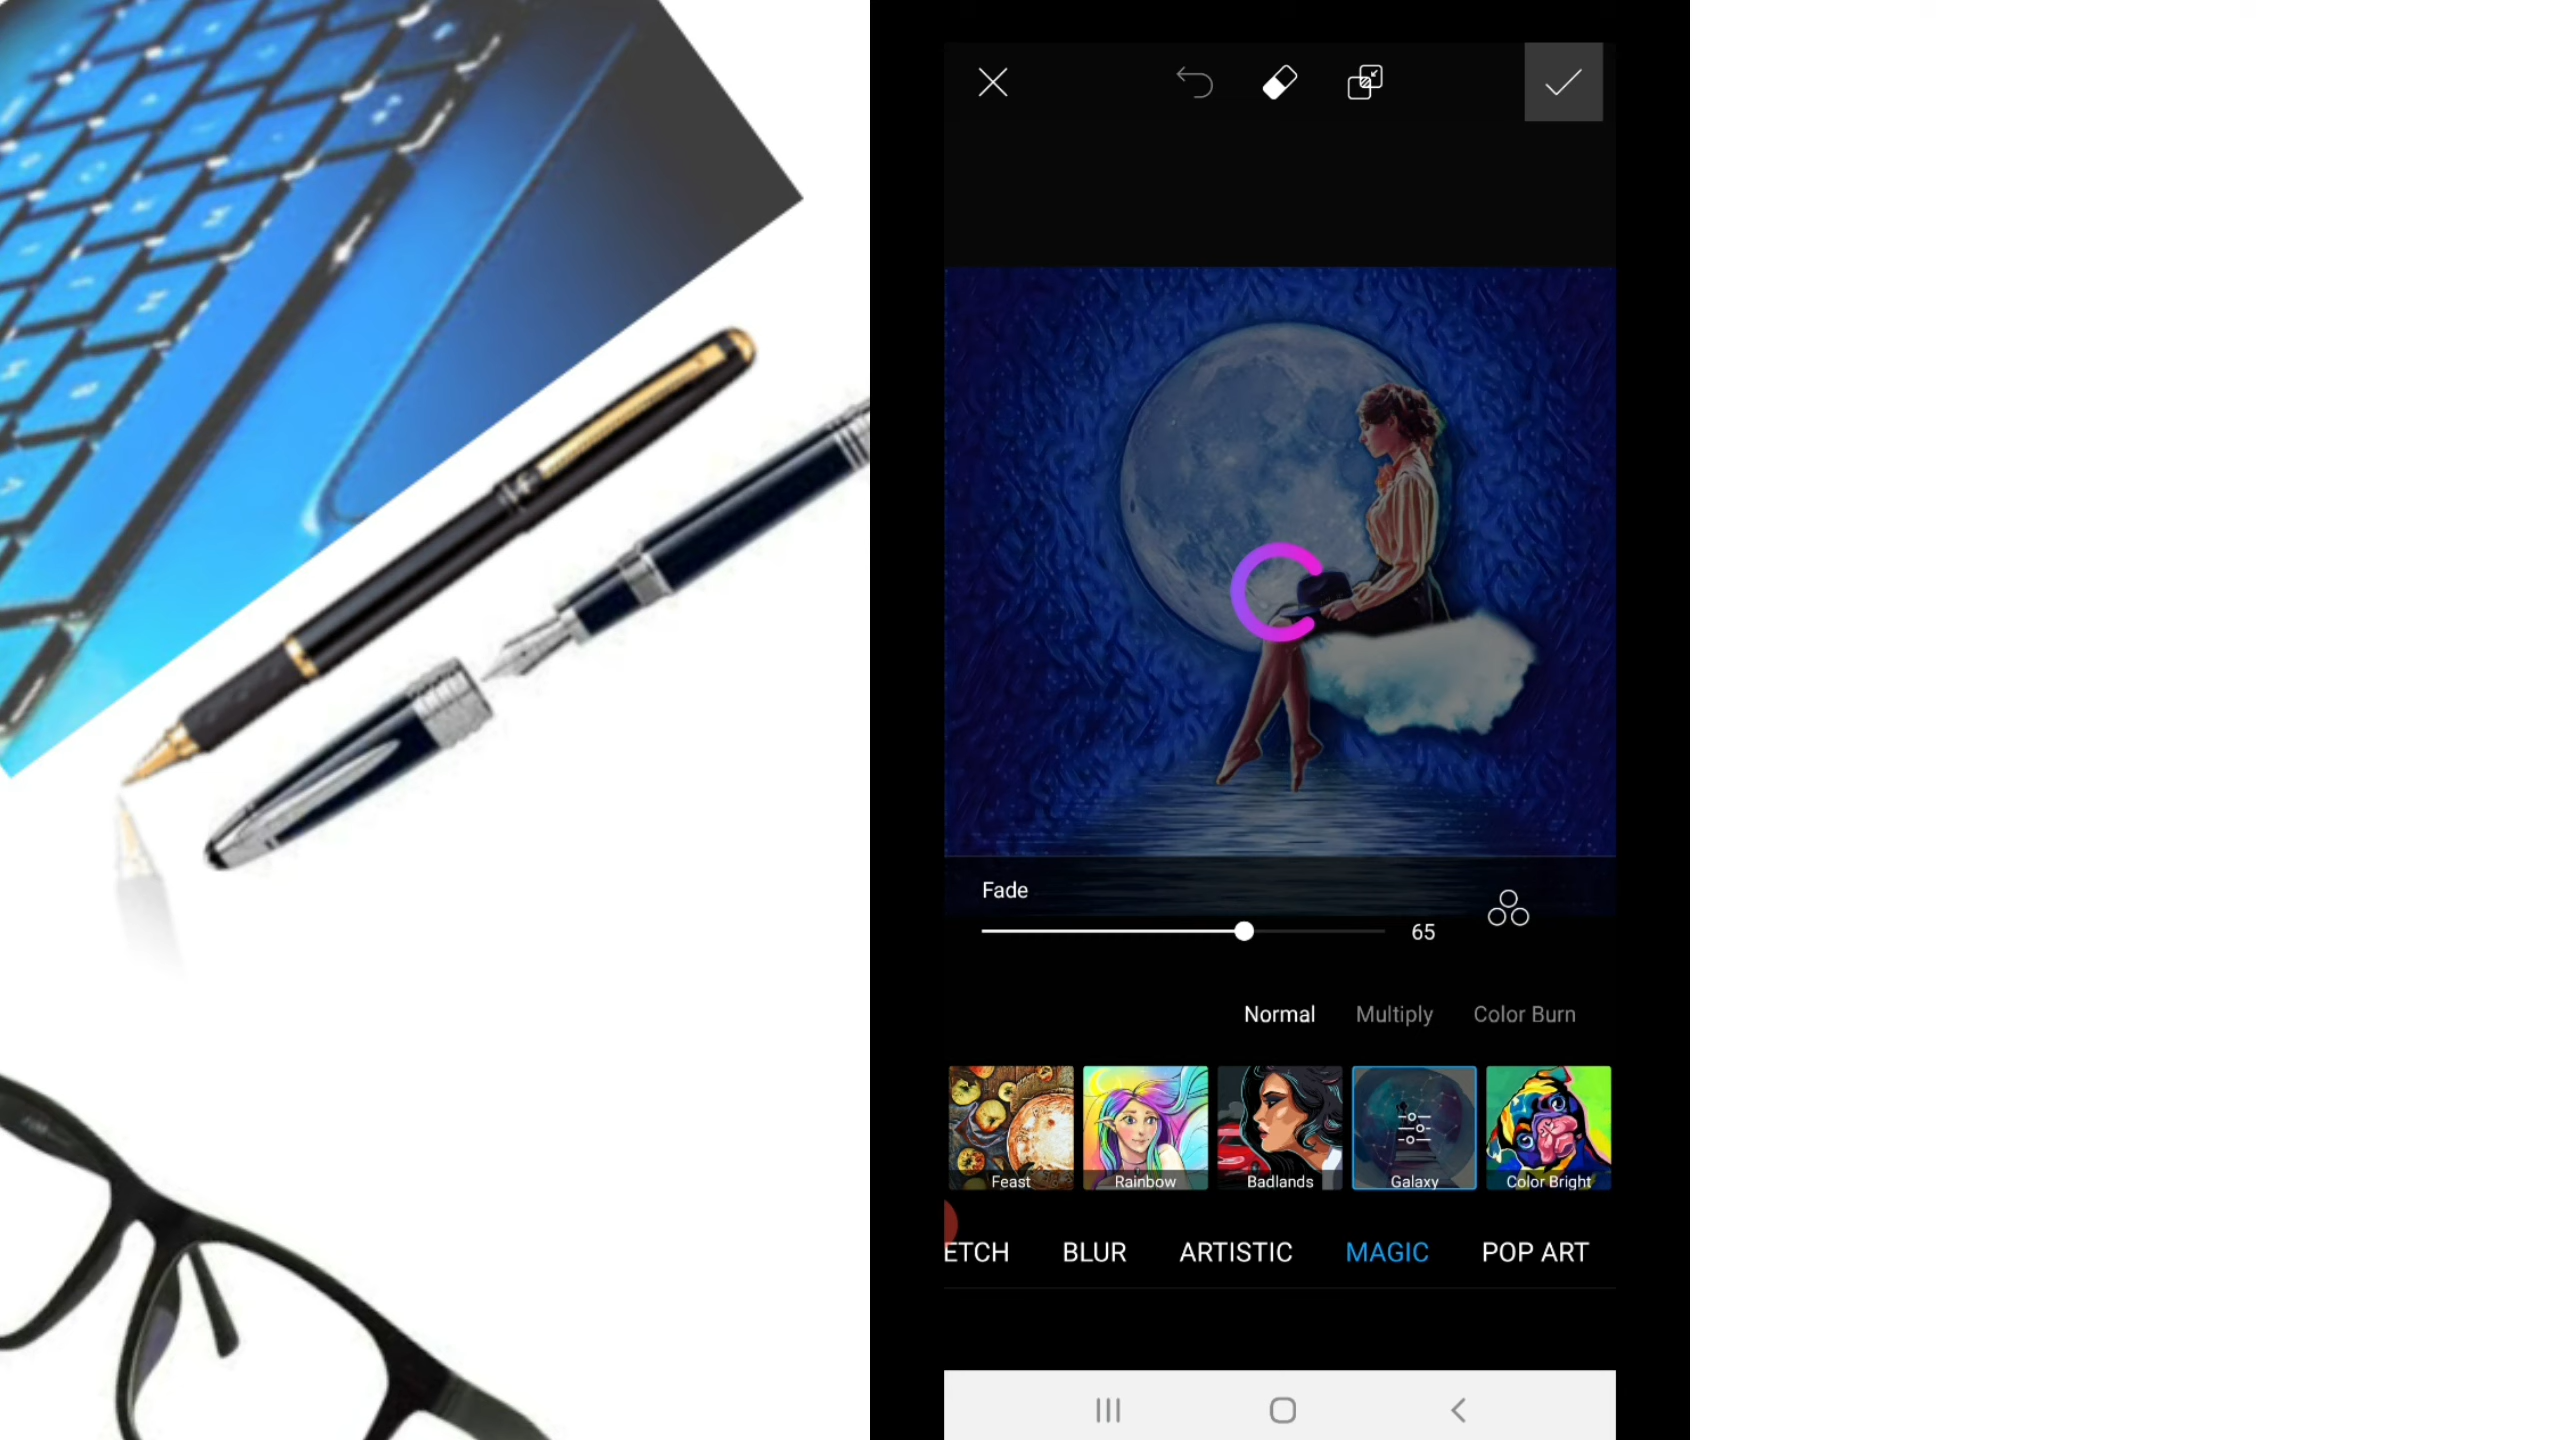 Fade
65
Normal Multiply Color Burn
Feast Rainbow Badlands Galaxy Color Bright
ETCH BLUR ARTISTIC MAGIC POP ART